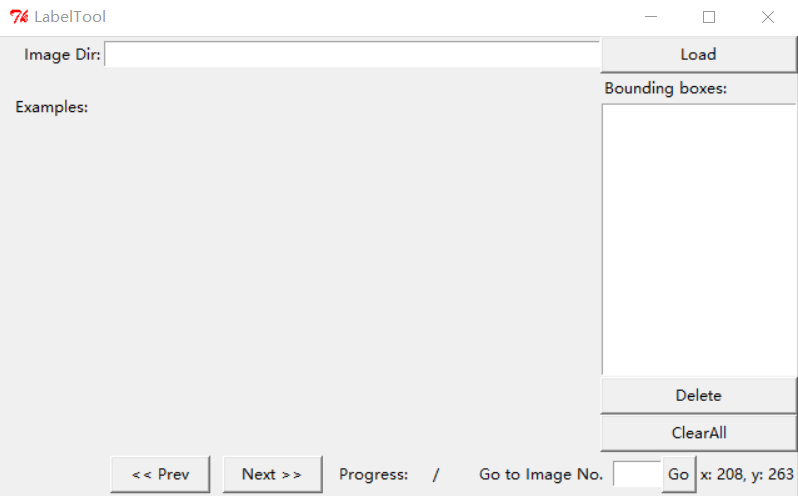 LabelTool
Image Dir: Load
Bounding boxes:
Examples:
Delete
ClearAll
<< Prev Next >> Progress: / Go to Image No. Go x: 208, y: 263